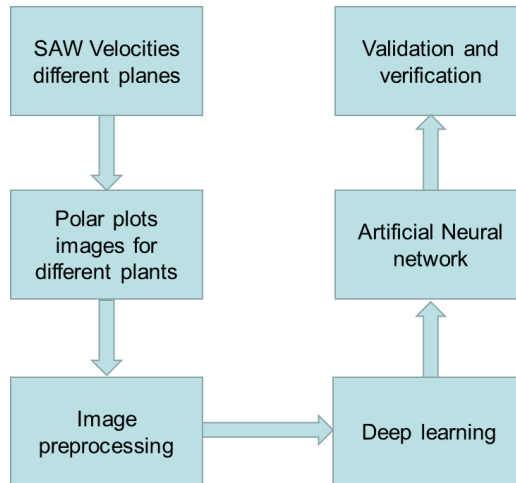 SAW Velocities
different planes
Polar plots
images for
different plants
Image
preprocessing
Deep learning
Artificial Neural
network
Validation and
verification